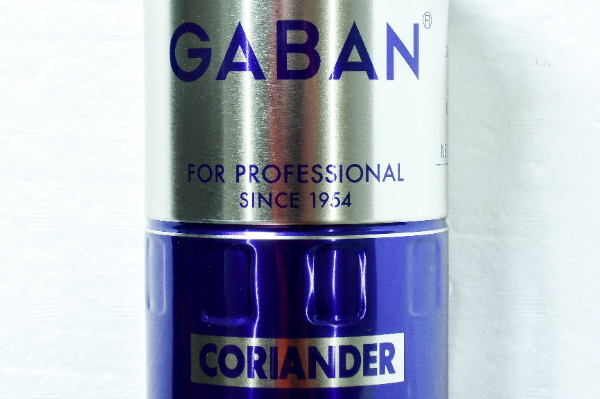 GABAN®
FOR PROFESSIONAL
SINCE 1954
CORIANDER